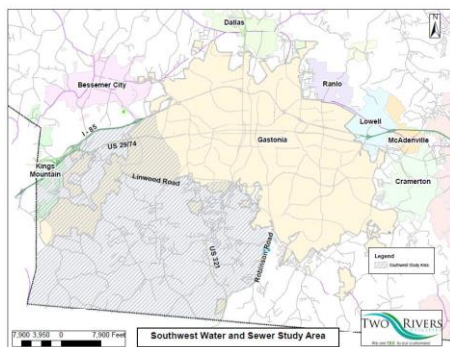 Dallas
N
Bessemer City
Ranlo
I - 85
Lowell
US 29/74
Gastonia
McAdenville
Kings
Mountain
Linwood Road
Cramerton
US 321
Robinson Road
Legend
Southwest Study Area
7,900 3,950 0 7,900 Feet
Southwest Water and Sewer Study Area
TWO RIVERS